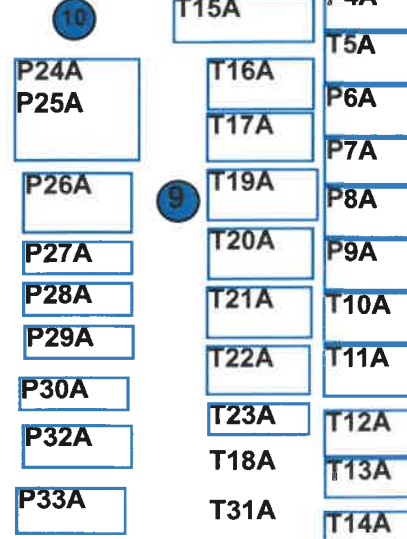 10
P24A
P25A
P26A
P27A
P28A
P29A
P30A
P32A
P33A
T15A
T16A
T17A
9
T19A
T20A
T21A
T22A
T23A
T18A
T31A
T5A
P6A
P7A
P8A
P9A
T10A
T11A
T12A
T13A
T14A